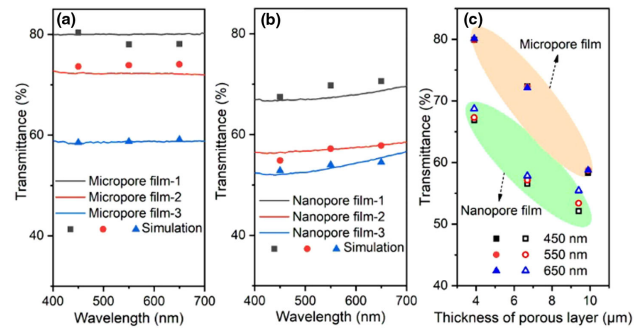 (a)
80
60
40
Transmittance (%)
Micropore film-1
Micropore film-2
Micropore film-3
Simulation
400 500 600 700
Wavelength (nm)
(b)
80
60
40
Transmittance (%)
Nanopore film-1
Nanopore film-2
Nanopore film-3
Simulation
400 500 600 700
Wavelength (nm)
(c)
80
70
60
50
40
Transmittance (%)
Micropore film
Nanopore film
450 nm
550 nm
650 nm
4 6 8 10
Thickness of porous layer (μm)